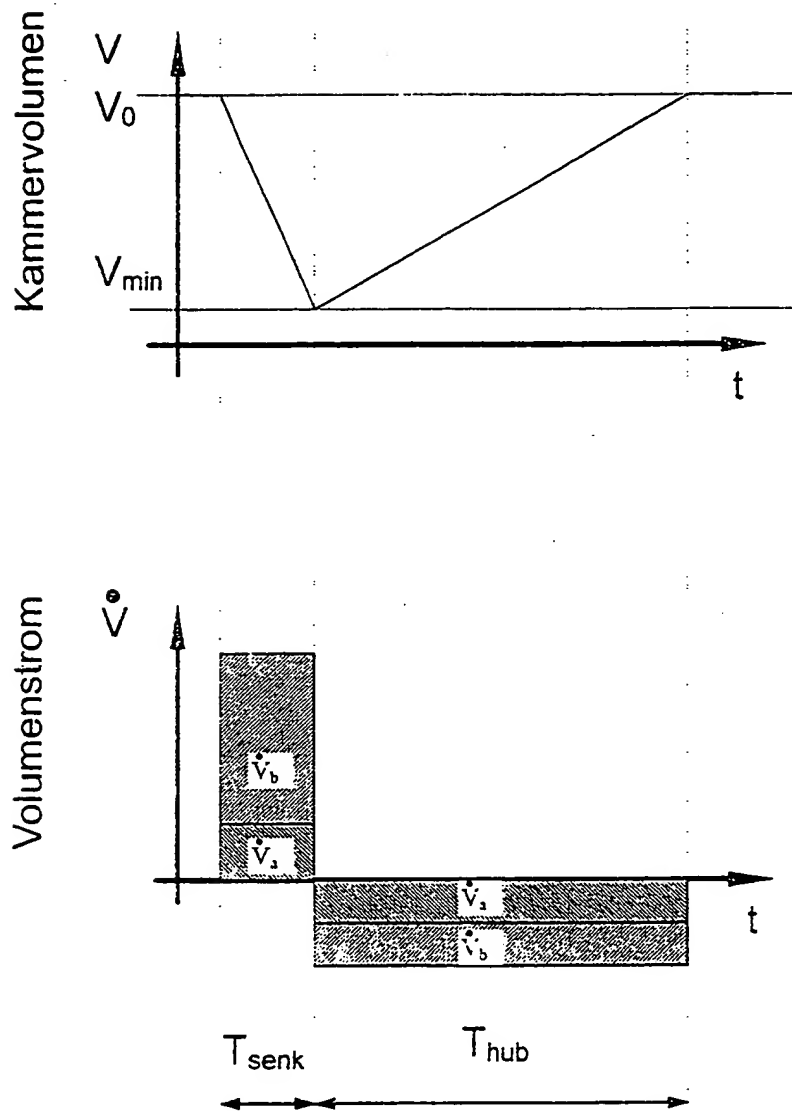 Kammervolumen
V
V₀
Vmin
t
Volumenstrom
V̇
V̇b
V̇a
V̇a
V̇b
t
Tsenk
Thub